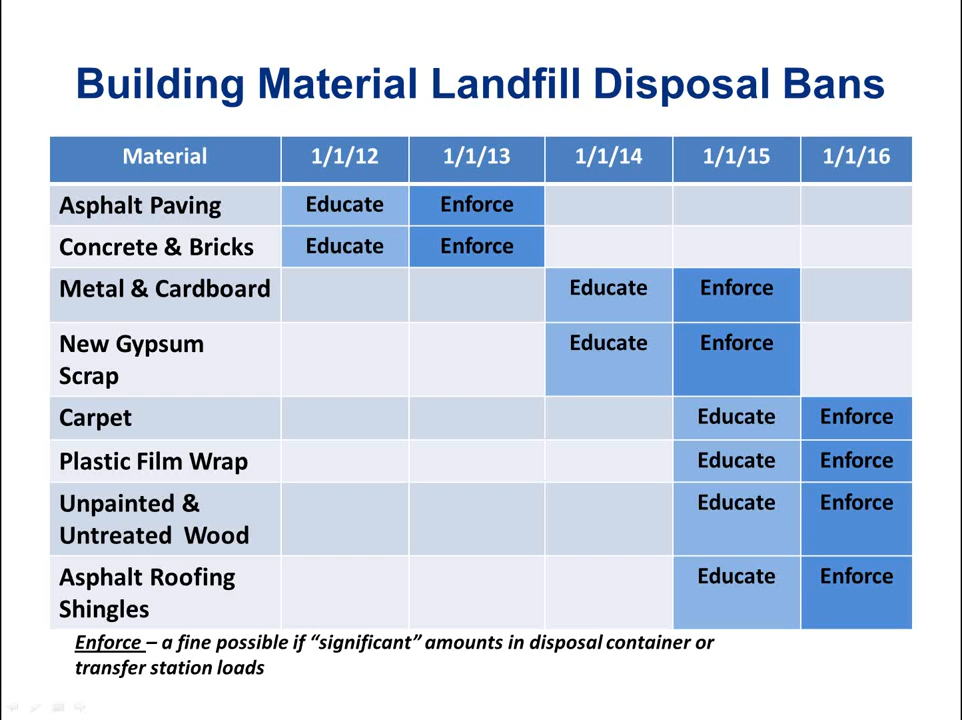 Building Material Landfill Disposal Bans
Material 1/1/12 1/1/13 1/1/14 1/1/15 1/1/16
Asphalt Paving Educate Enforce
Concrete & Bricks Educate Enforce
Metal & Cardboard Educate Enforce
New Gypsum Educate Enforce
Scrap
Carpet Educate Enforce
Plastic Film Wrap Educate Enforce
Unpainted & Educate Enforce
Untreated Wood
Asphalt Roofing Educate Enforce
Shingles
Enforce – a fine possible if “significant” amounts in disposal container or
transfer station loads